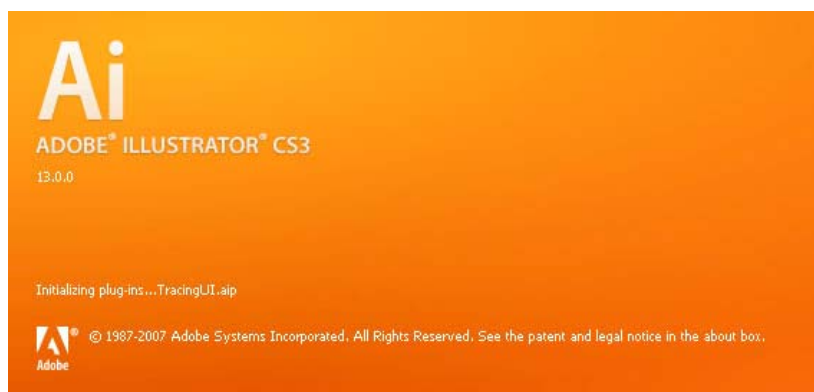 Ai
ADOBE® ILLUSTRATOR® CS3
13.0.0
Initializing plug-ins...TracingUI.aip
® © 1987-2007 Adobe Systems Incorporated. All Rights Reserved. See the patent and legal notice in the about box.
Adobe